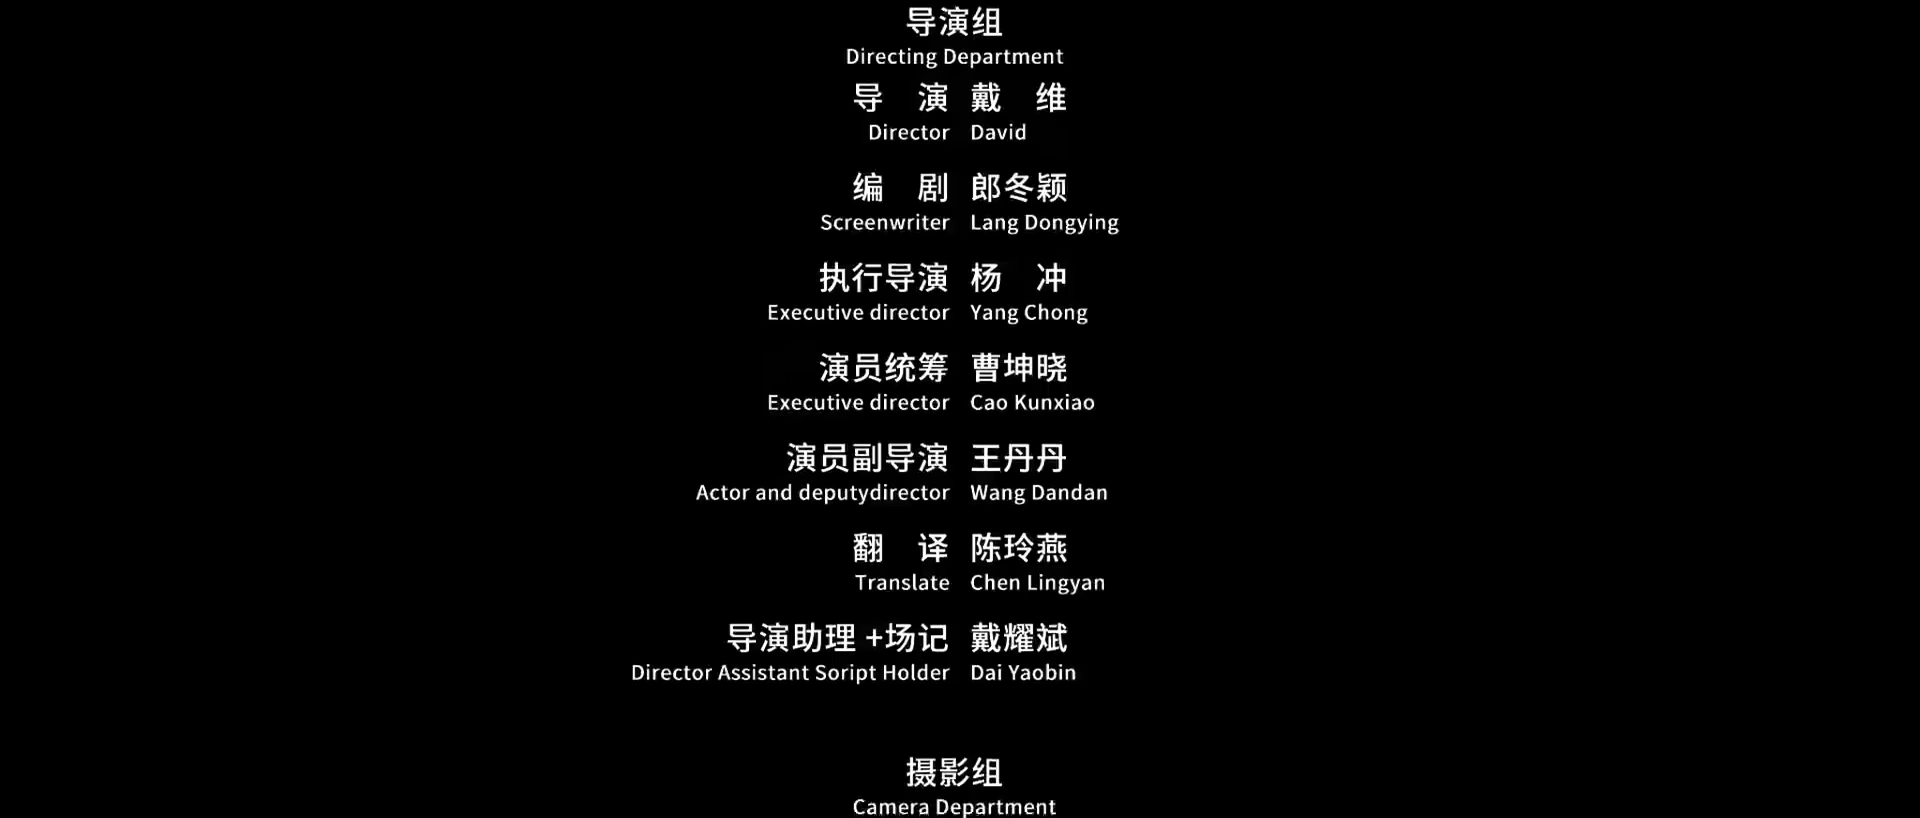 导演组
Directing Department
导 演 戴 维
Director David
编 剧 郎冬颖
Screenwriter Lang Dongying
执行导演 杨 冲
Executive director Yang Chong
演员统筹 曹坤晓
Executive director Cao Kunxiao
演员副导演 王丹丹
Actor and deputydirector Wang Dandan
翻 译 陈玲燕
Translate Chen Lingyan
导演助理 +场记 戴耀斌
Director Assistant Soript Holder Dai Yaobin
摄影组
Camera Department